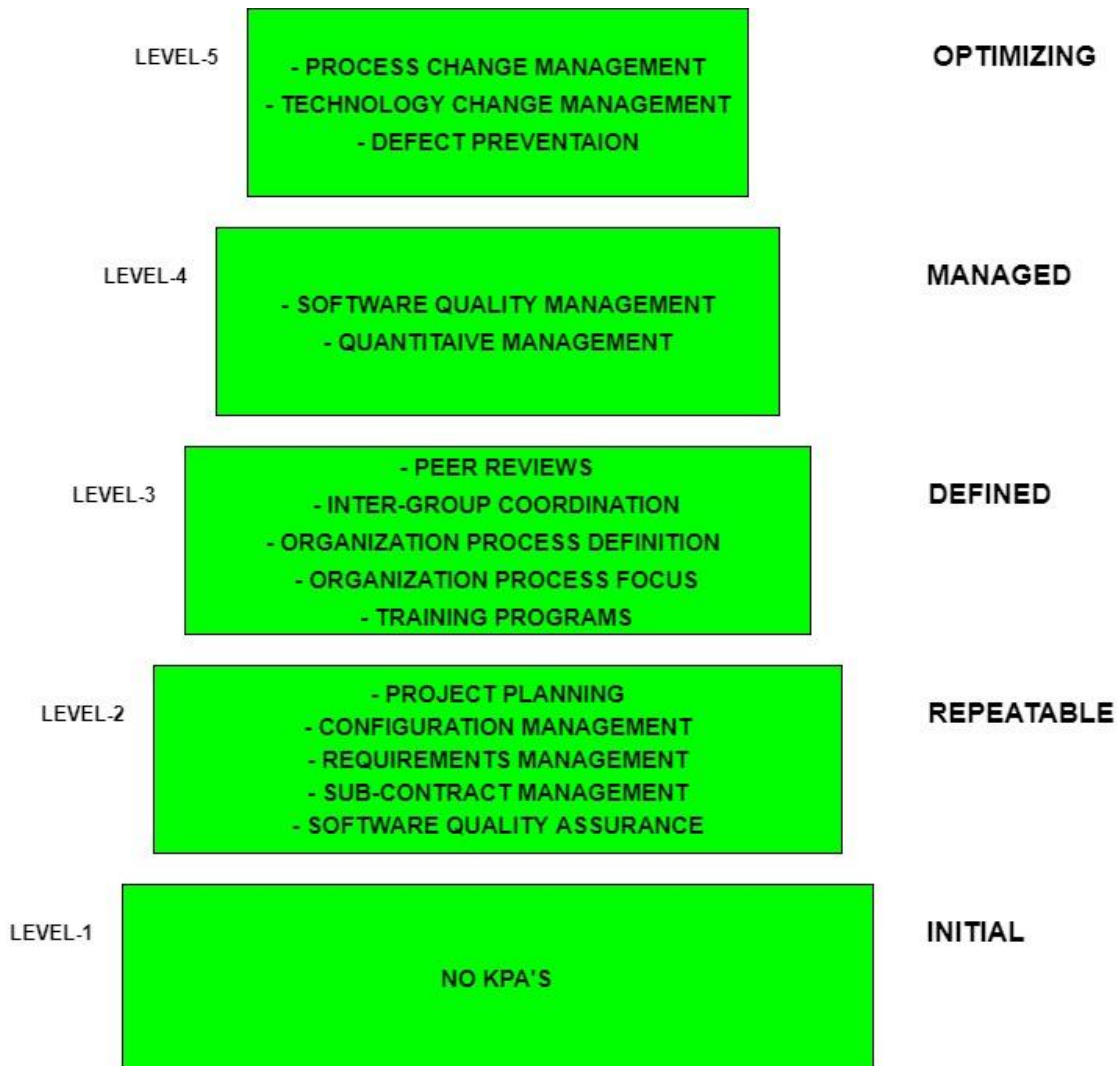 LEVEL-5
- PROCESS CHANGE MANAGEMENT
- TECHNOLOGY CHANGE MANAGEMENT
- DEFECT PREVENTAION
OPTIMIZING
LEVEL-4
- SOFTWARE QUALITY MANAGEMENT
- QUANTITAIVE MANAGEMENT
MANAGED
LEVEL-3
- PEER REVIEWS
- INTER-GROUP COORDINATION
- ORGANIZATION PROCESS DEFINITION
- ORGANIZATION PROCESS FOCUS
- TRAINING PROGRAMS
DEFINED
LEVEL-2
- PROJECT PLANNING
- CONFIGURATION MANAGEMENT
- REQUIREMENTS MANAGEMENT
- SUB-CONTRACT MANAGEMENT
- SOFTWARE QUALITY ASSURANCE
REPEATABLE
LEVEL-1
NO KPA'S
INITIAL